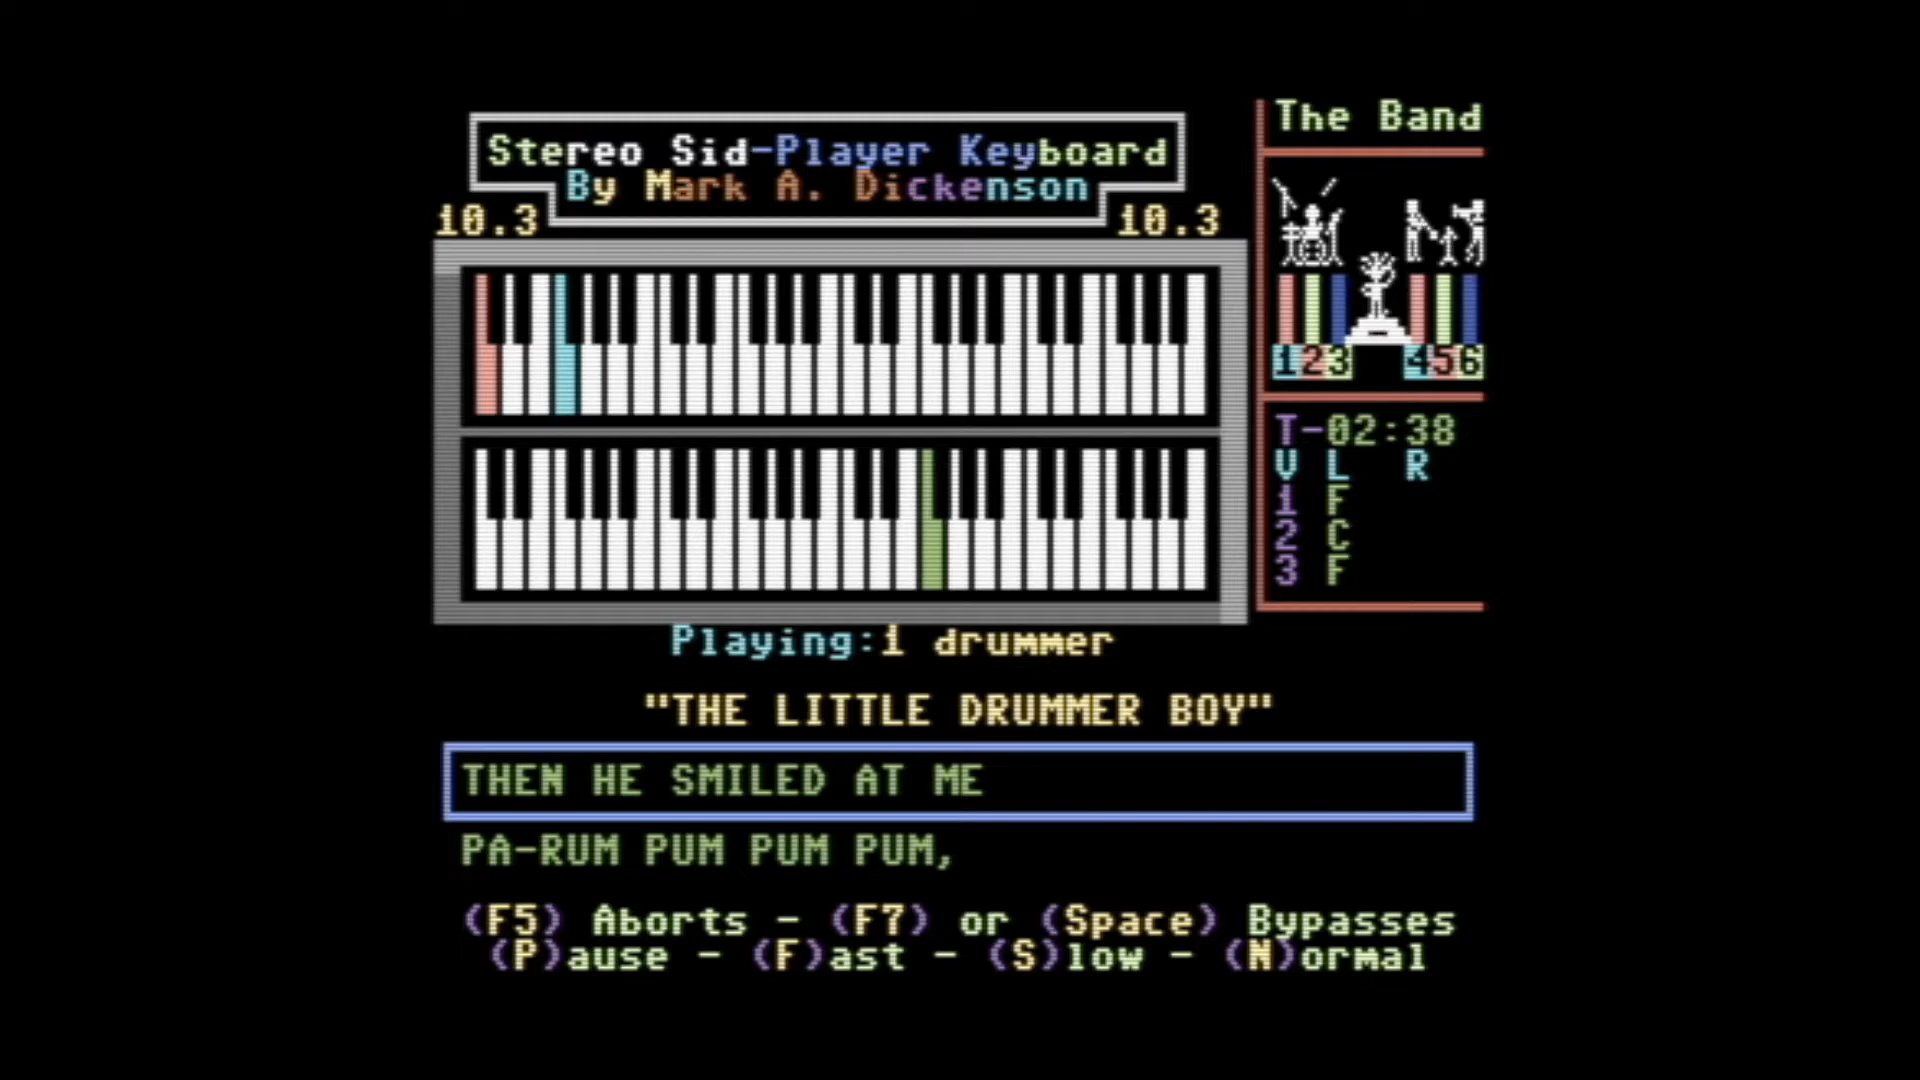 Stereo Sid-Player Keyboard
By Mark A. Dickenson
10.3 10.3
The Band
123 456
T-02:38
V L R
1 F
2 C
3 F
Playing:1 drummer
"THE LITTLE DRUMMER BOY"
THEN HE SMILED AT ME
PA-RUM PUM PUM PUM,
(F5) Aborts - (F7) or (Space) Bypasses
(P)ause - (F)ast - (S)low - (N)ormal